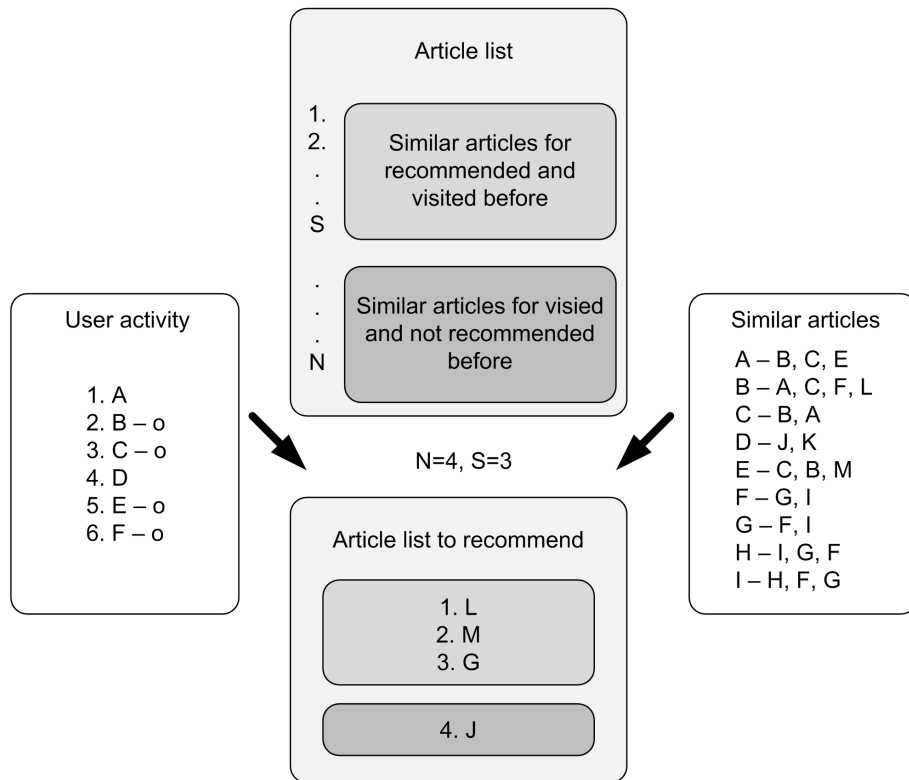 Article list
1.
2.
.
.
S
.
.
.
N
Similar articles for
recommended and
visited before
Similar articles for visied
and not recommended
before
User activity
1. A
2. B – o
3. C – o
4. D
5. E – o
6. F – o
Similar articles
A – B, C, E
B – A, C, F, L
C – B, A
D – J, K
E – C, B, M
F – G, I
G – F, I
H – I, G, F
I – H, F, G
N=4, S=3
Article list to recommend
1. L
2. M
3. G
4. J